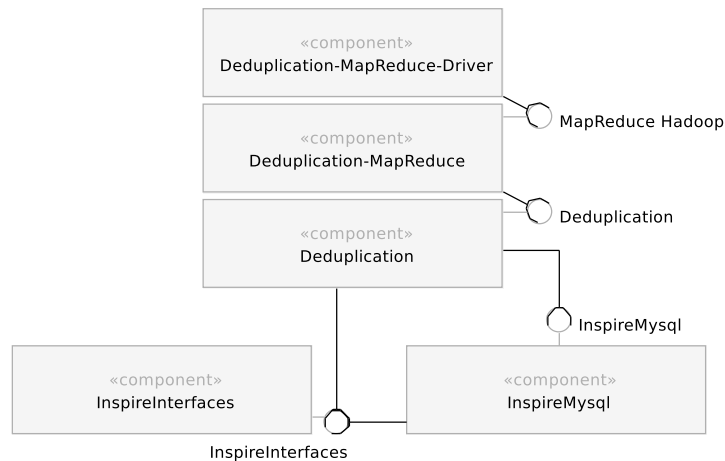 «component»
Deduplication-MapReduce-Driver
MapReduce Hadoop
«component»
Deduplication-MapReduce
Deduplication
«component»
Deduplication
InspireMysql
«component»
InspireInterfaces
«component»
InspireMysql
InspireInterfaces